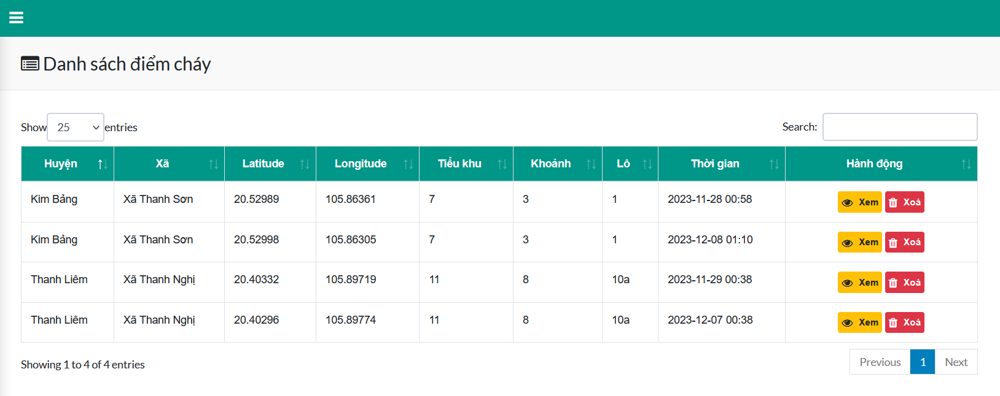 Danh sách điểm cháy
Show 25 entries Search:
Huyện Xã Latitude Longitude Tiểu khu Khoảnh Lô Thời gian Hành động
Kim Bảng Xã Thanh Sơn 20.52989 105.86361 7 3 1 2023-11-28 00:58 Xem Xoá
Kim Bảng Xã Thanh Sơn 20.52998 105.86305 7 3 1 2023-12-08 01:10 Xem Xoá
Thanh Liêm Xã Thanh Nghị 20.40332 105.89719 11 8 10a 2023-11-29 00:38 Xem Xoá
Thanh Liêm Xã Thanh Nghị 20.40296 105.89774 11 8 10a 2023-12-07 00:38 Xem Xoá
Showing 1 to 4 of 4 entries Previous 1 Next